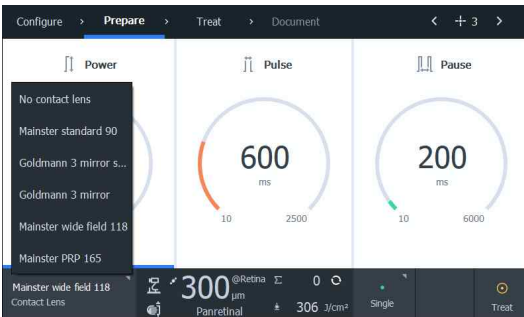 Configure > Prepare > Treat > Document < 3 >
Power
Pulse
Pause
No contact lens
Mainster standard 90
Goldmann 3 mirror s...
Goldmann 3 mirror
Mainster wide field 118
Mainster PRP 165
600
ms
10 2500
200
ms
10 6000
Mainster wide field 118
Contact Lens
300 @Retina
µm
Panretinal
Σ 0
306 J/cm²
Single
Treat